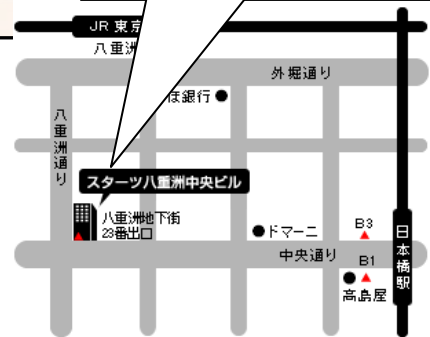 JR 東京
八重洲
外堀通り
ほ銀行
八重洲通り
スターツ八重洲中央ビル
八重洲地下街
23番出口
ドマーニ
B3
中央通り
B1
高島屋
日本橋駅